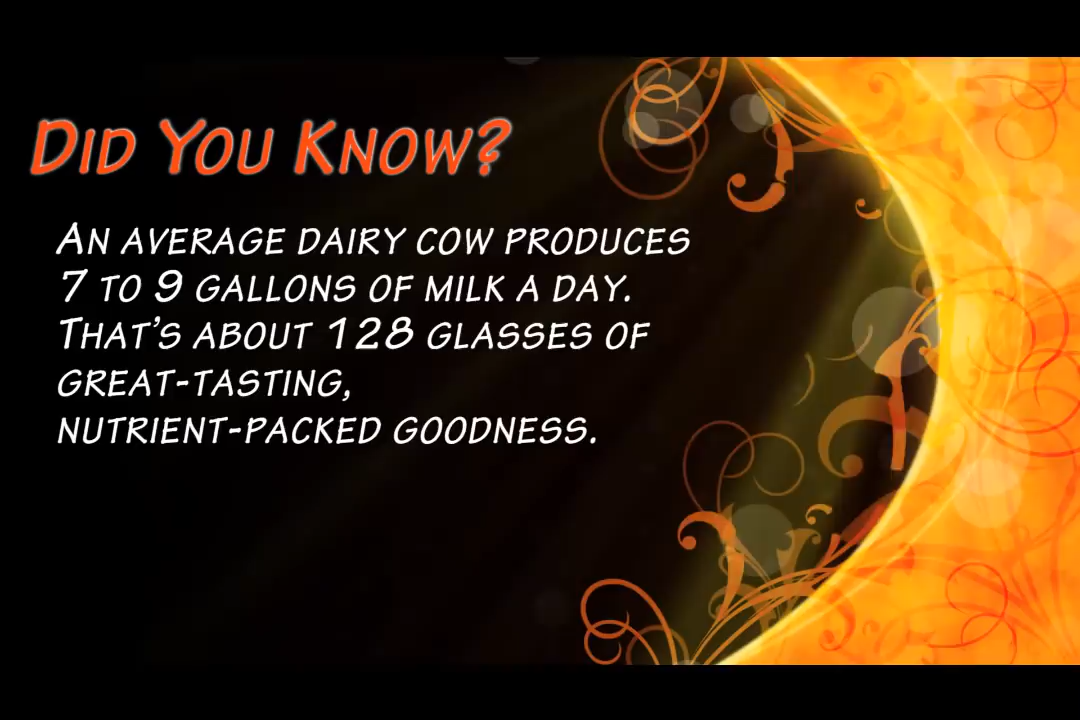 Did You Know?
An average dairy cow produces
7 to 9 gallons of milk a day.
That's about 128 glasses of
great-tasting,
nutrient-packed goodness.